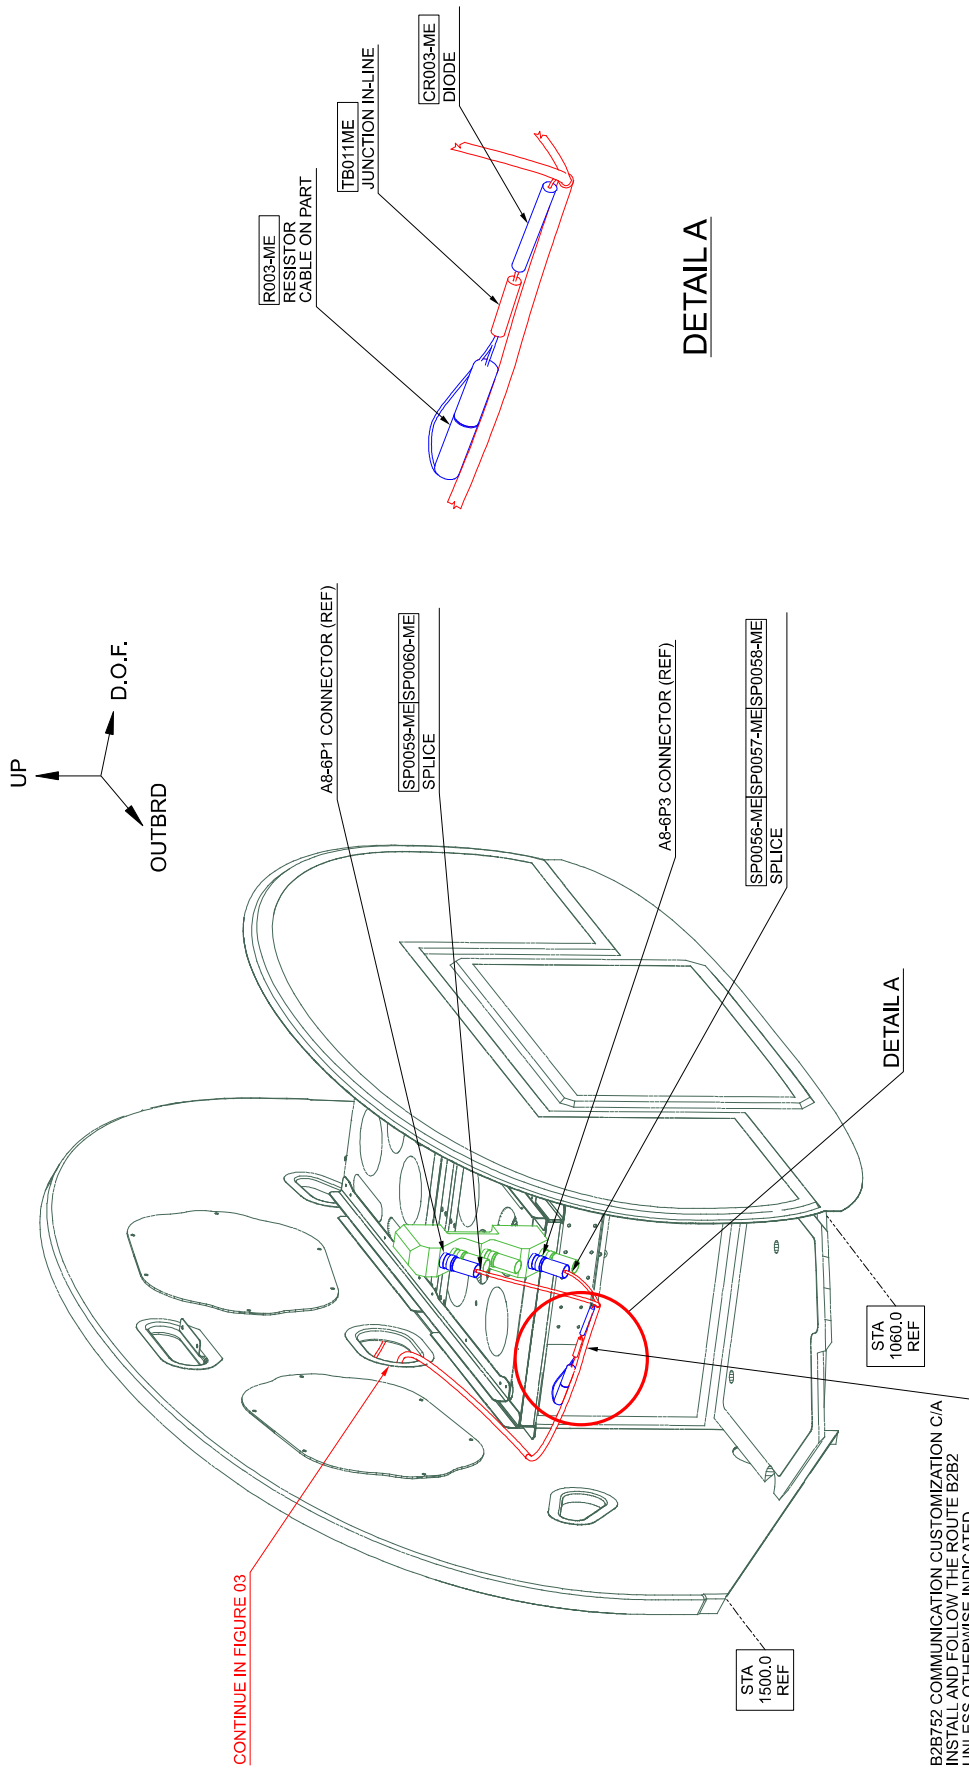 UP
D.O.F.
OUTBRD
A8-6P1 CONNECTOR (REF)
SP0059-ME SP0060-ME
SPLICE
A8-6P3 CONNECTOR (REF)
SP0056-ME SP0057-ME SP0058-ME
SPLICE
DETAIL A
CONTINUE IN FIGURE 03
STA
1500.0
REF
STA
1060.0
REF
B2B752 COMMUNICATION CUSTOMIZATION C/A
INSTALL AND FOLLOW THE ROUTE B2B2
UNLESS OTHERWISE INDICATED
R003-ME
RESISTOR
CABLE ON PART
TB011ME
JUNCTION IN-LINE
CR003-ME
DIODE
DETAIL A